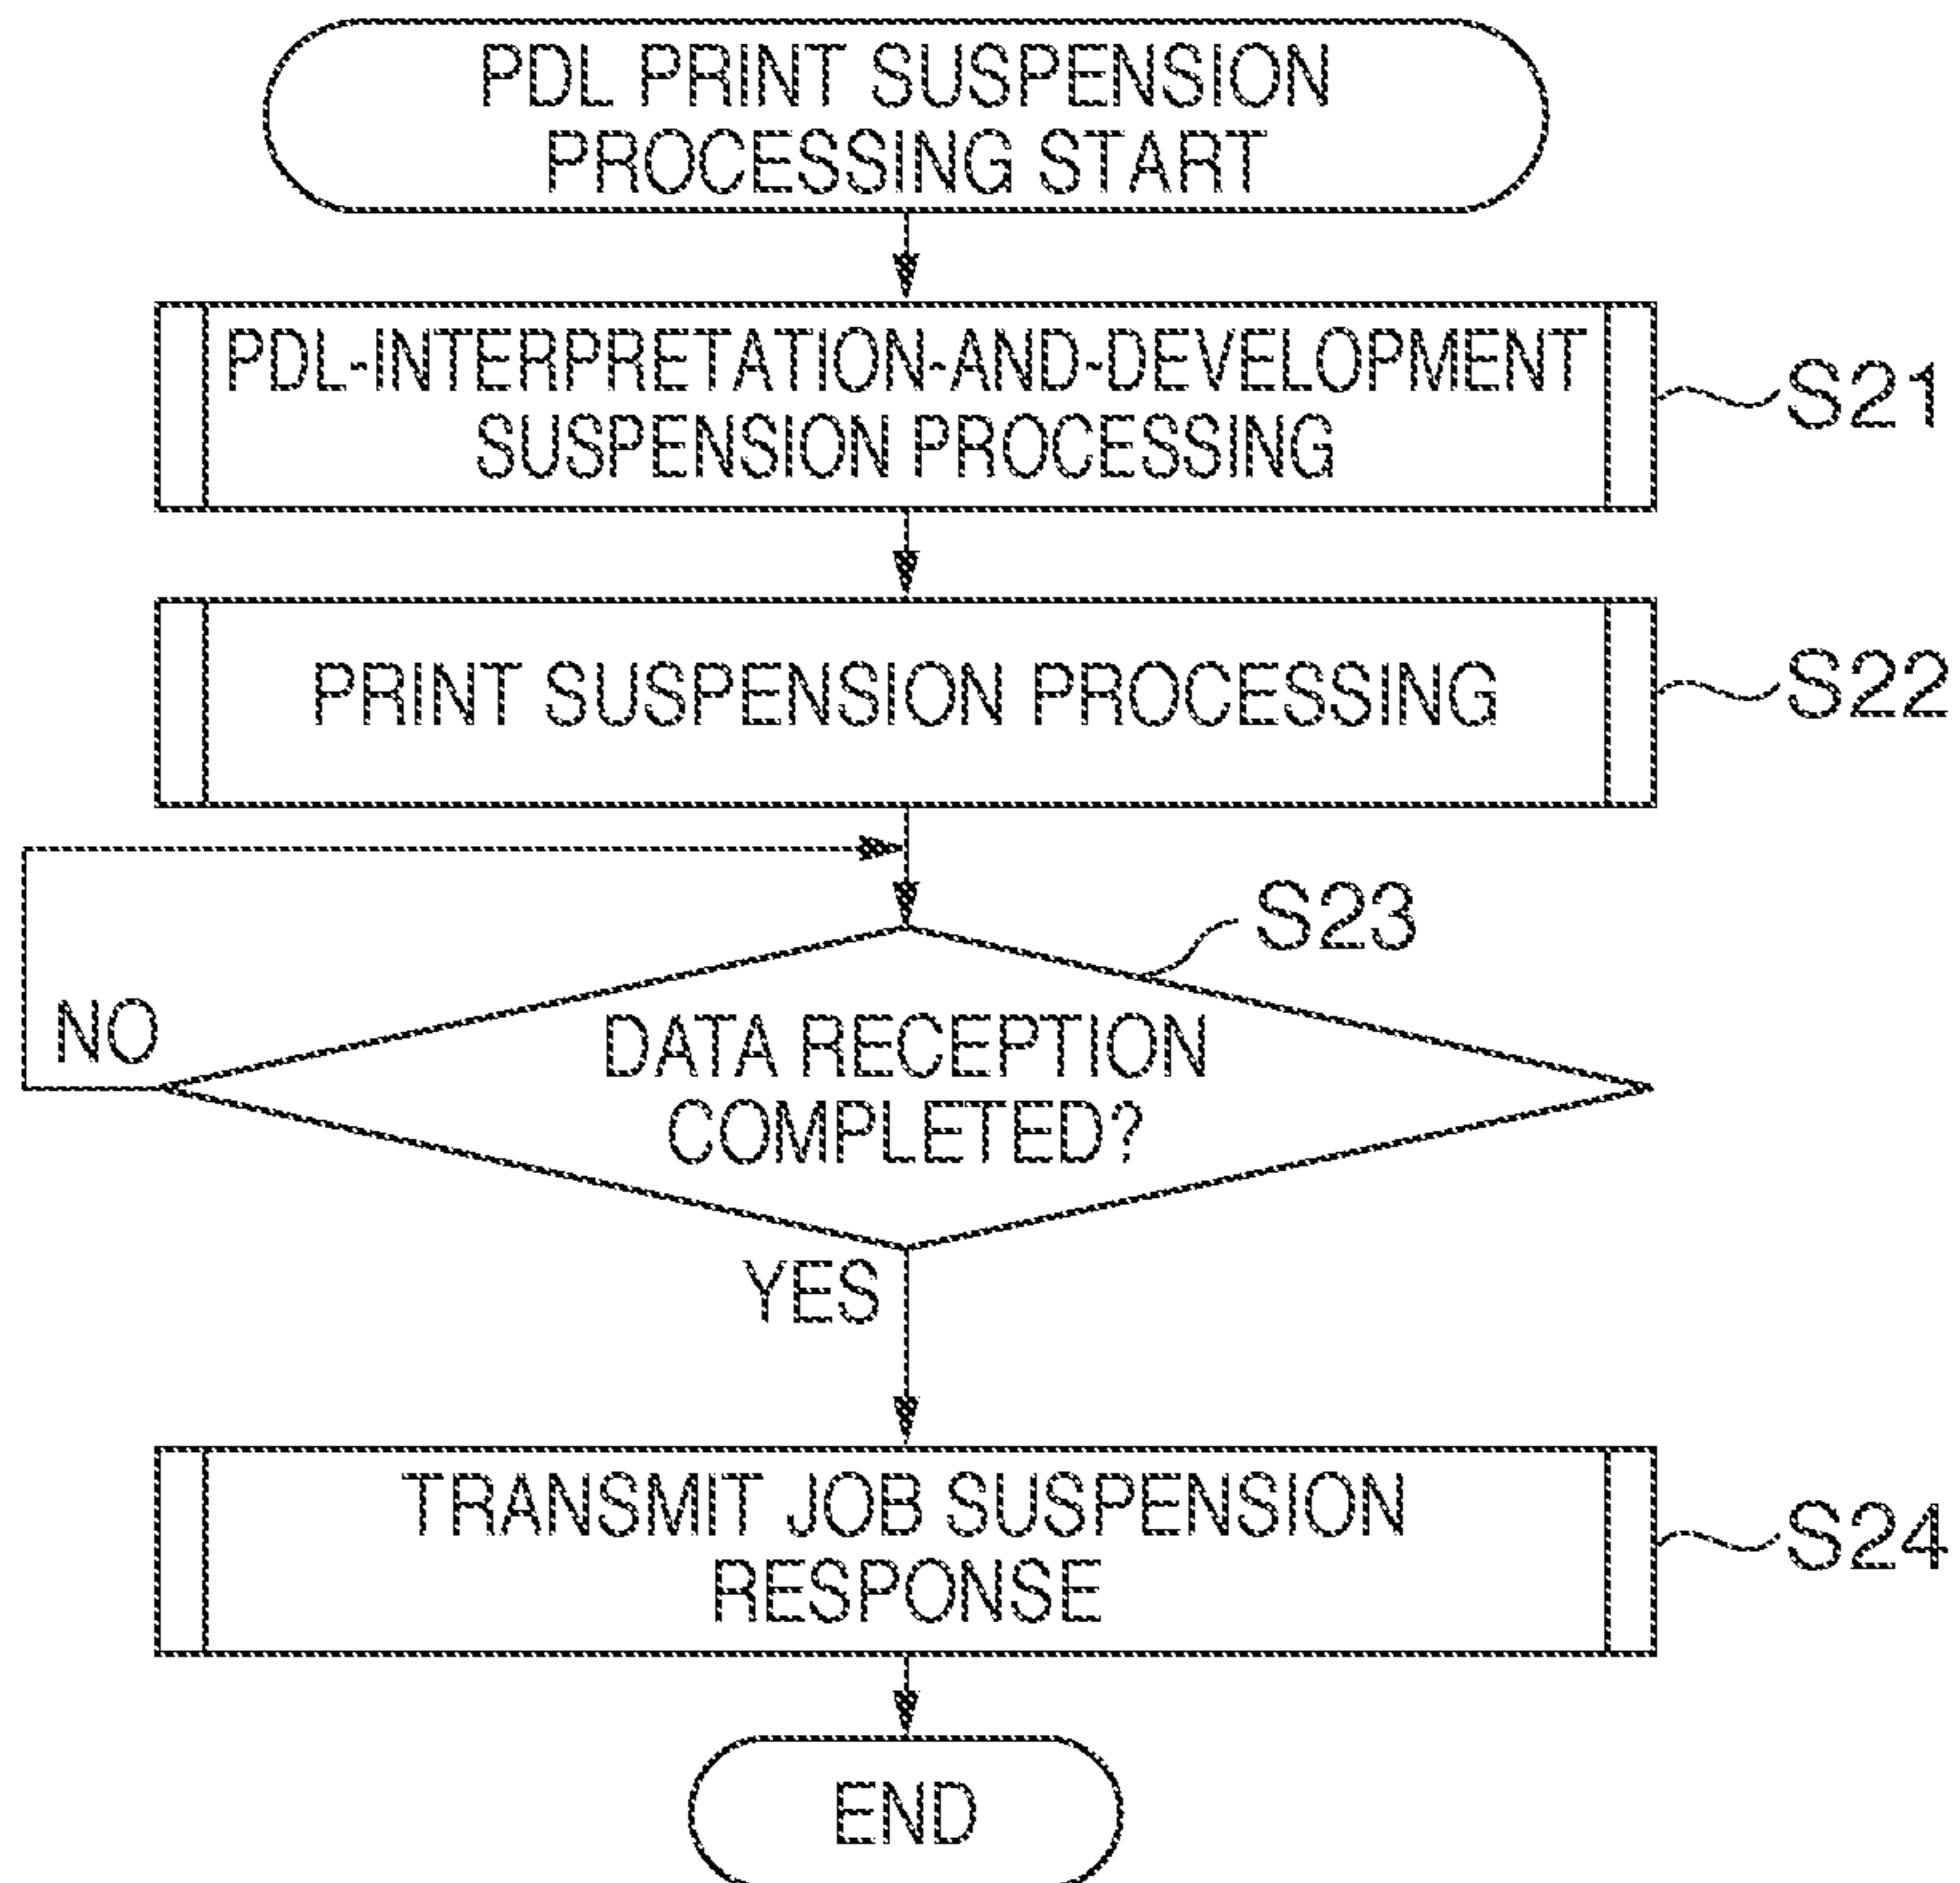 PDL PRINT SUSPENSION
PROCESSING START
PDL-INTERPRETATION-AND-DEVELOPMENT
SUSPENSION PROCESSING
S21
PRINT SUSPENSION PROCESSING
S22
S23
NO
DATA RECEPTION
COMPLETED?
YES
TRANSMIT JOB SUSPENSION
RESPONSE
S24
END